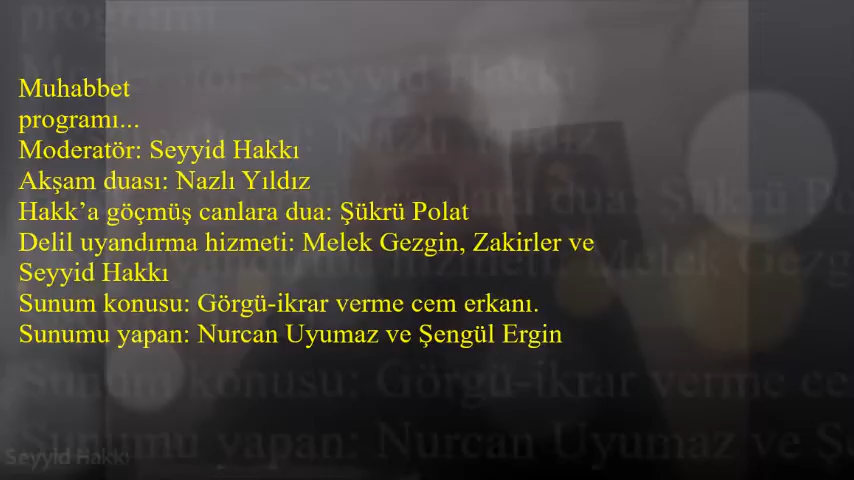 Muhabbet
programı...
Moderatör: Seyyid Hakkı
Akşam duası: Nazlı Yıldız
Hakk’a göçmüş canlara dua: Şükrü Polat
Delil uyandırma hizmeti: Melek Gezgin, Zakirler ve
Seyyid Hakkı
Sunum konusu: Görgü-ikrar verme cem erkanı.
Sunumu yapan: Nurcan Uyumaz ve Şengül Ergin
Seyyid Hakkı